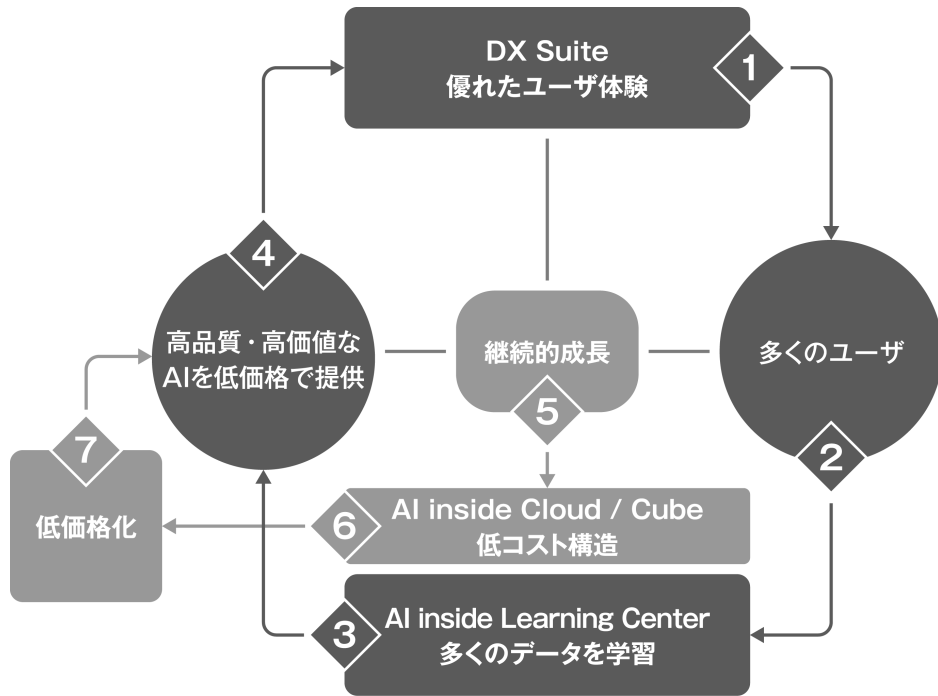 DX Suite
優れたユーザ体験
1
4
高品質・高価値な
AIを低価格で提供
継続的成長
5
多くのユーザ
2
7
低価格化
6
AI inside Cloud / Cube
低コスト構造
3
AI inside Learning Center
多くのデータを学習